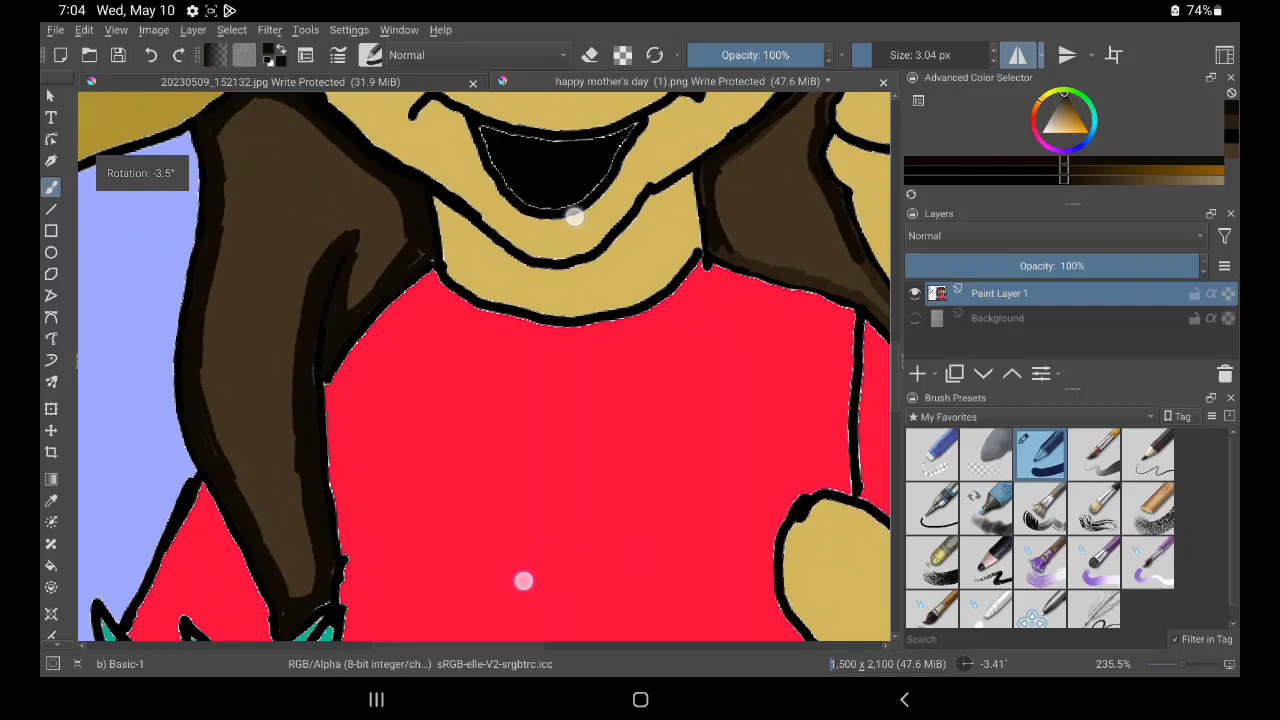 7:04 Wed, May 10
74%
File Edit View Image Layer Select Filter Tools Settings Window Help
Normal
Opacity: 100%
Size: 3.04 px
20230509_152132.jpg Write Protected (31.9 MiB)
happy mother's day (1).png Write Protected (47.6 MiB) *
Advanced Color Selector
Rotation: -3.5°
Layers
Normal
Opacity: 100%
Paint Layer 1
Background
Brush Presets
★ My Favorites
Tag
Search
Filter in Tag
b) Basic-1
RGB/Alpha (8-bit integer/ch...) sRGB-elle-V2-srgbtrc.icc
1,500 x 2,100 (47.6 MiB)
-3.41°
235.5%